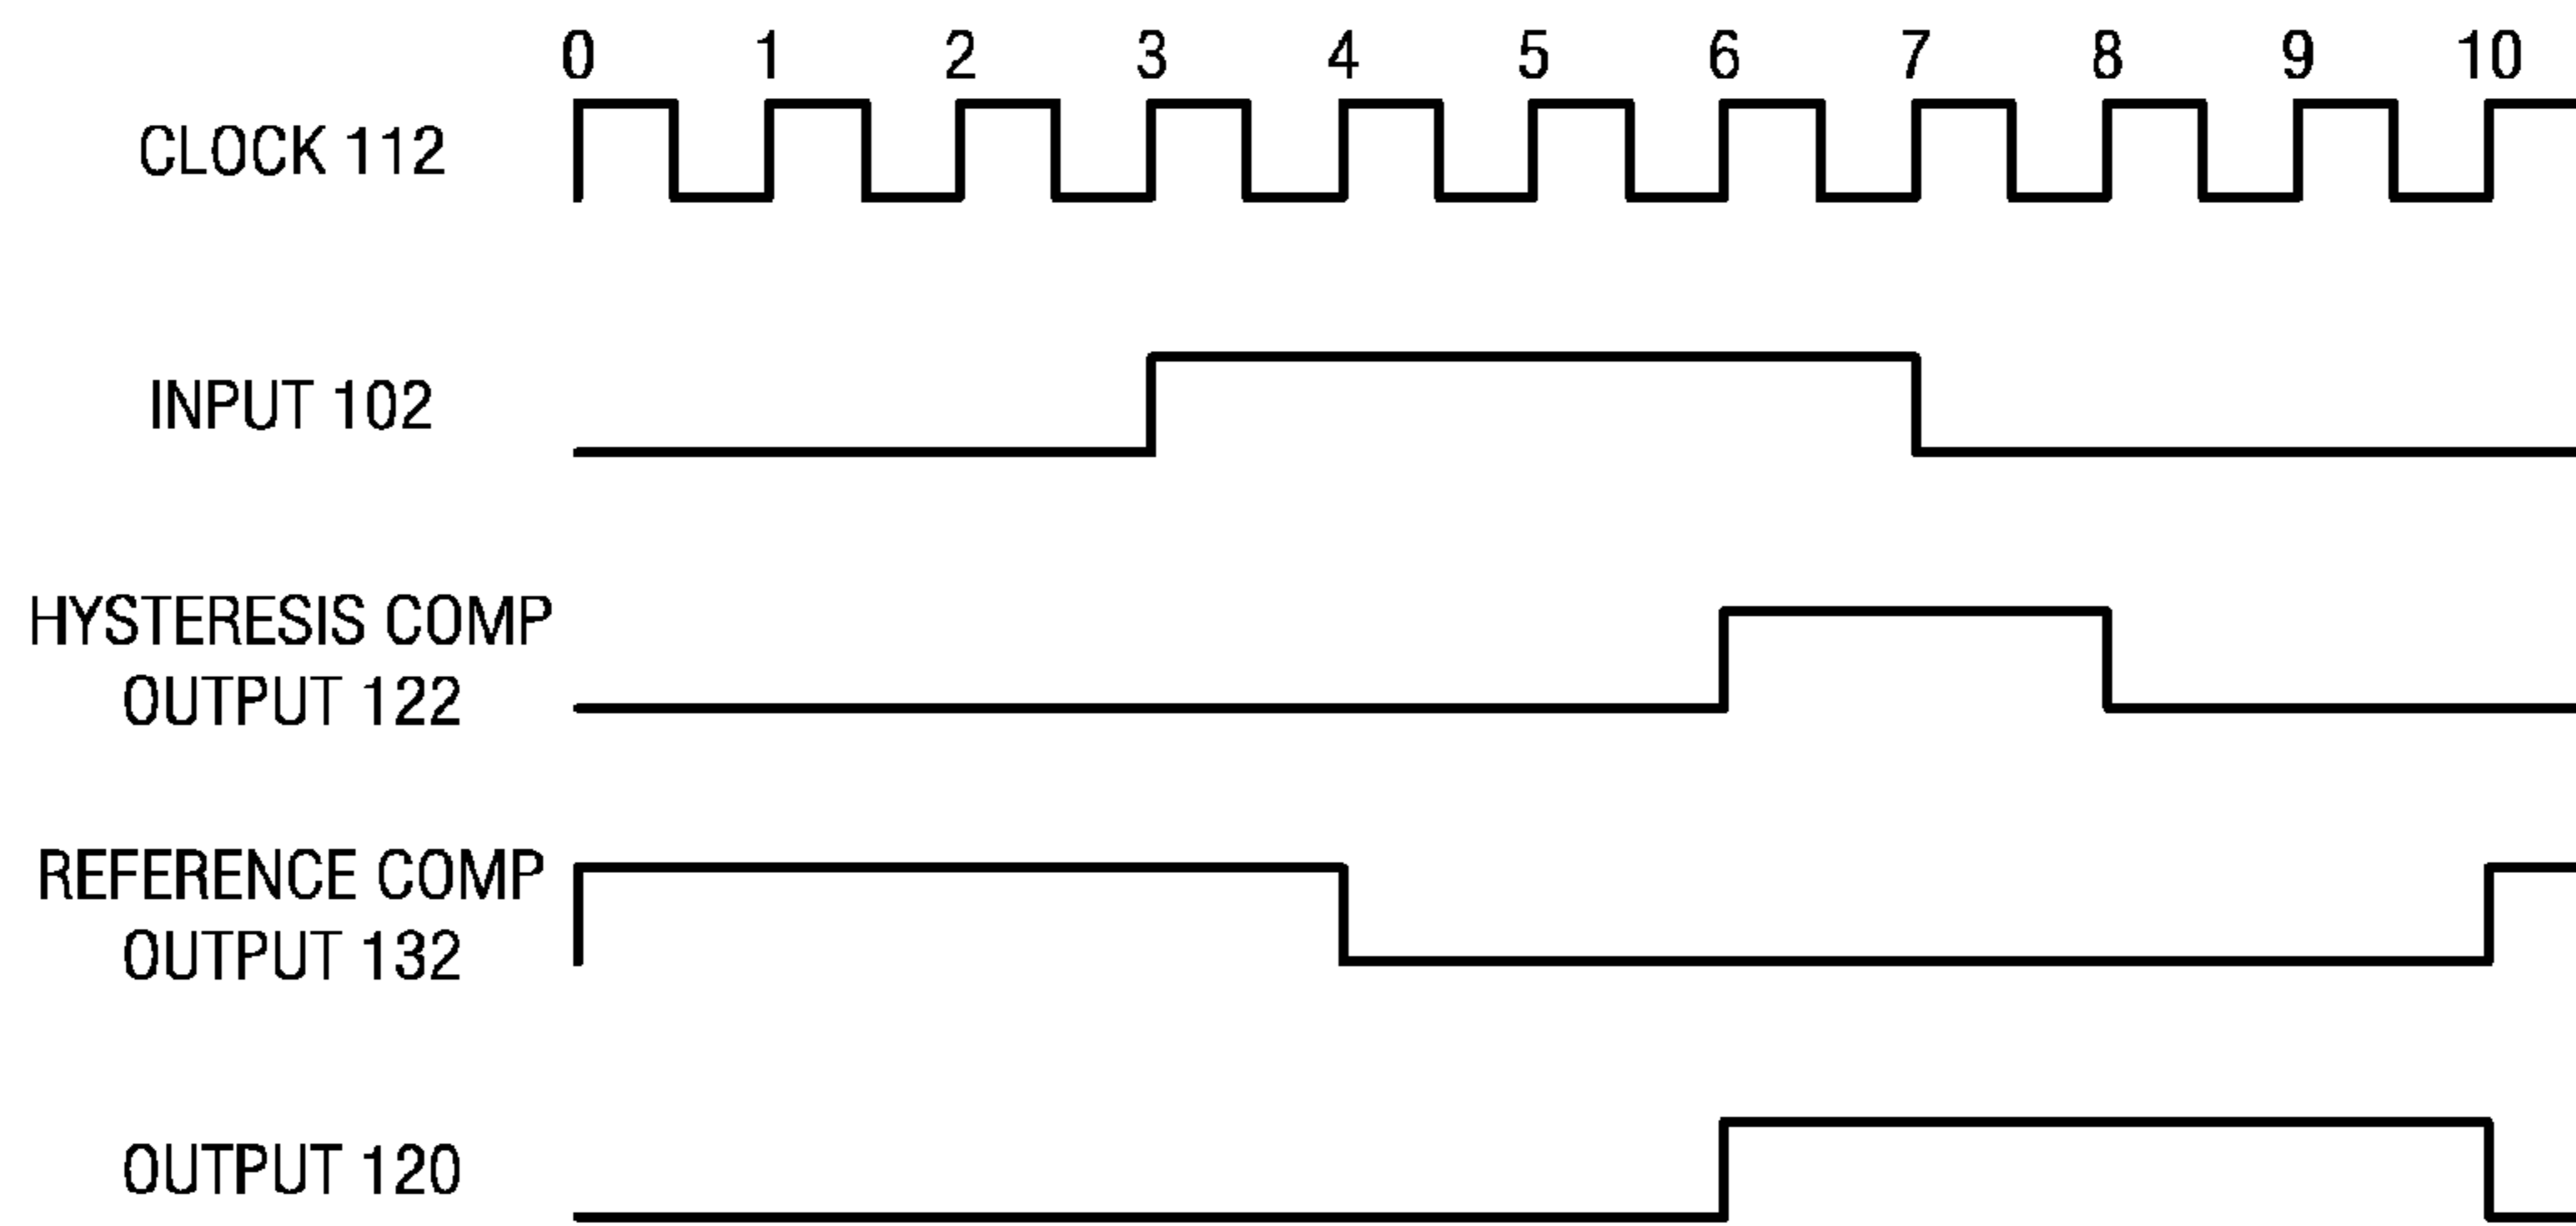 0 1 2 3 4 5 6 7 8 9 10
CLOCK 112
INPUT 102
HYSTERESIS COMP
OUTPUT 122
REFERENCE COMP
OUTPUT 132
OUTPUT 120